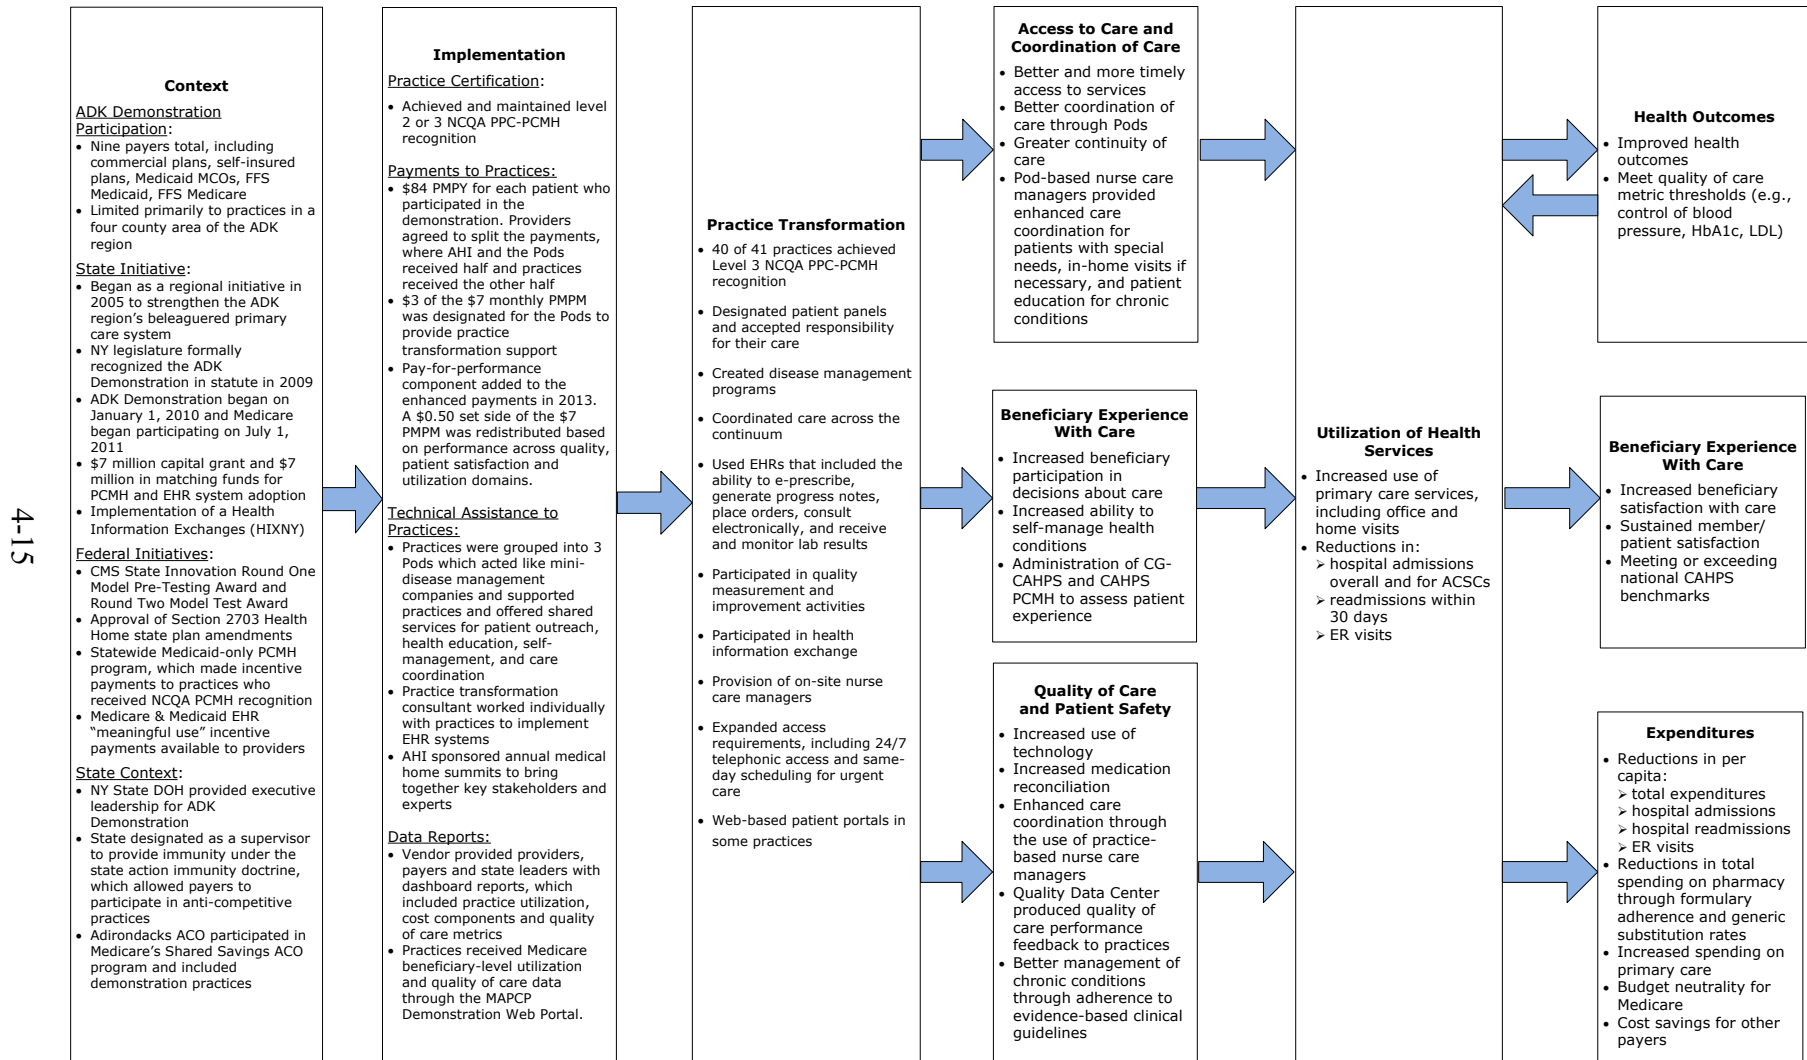 Context
ADK Demonstration
Participation:
• Nine payers total, including
commercial plans, self-insured
plans, Medicaid MCOs, FFS
Medicaid, FFS Medicare
• Limited primarily to practices in a
four county area of the ADK
region
State Initiative:
• Began as a regional initiative in
2005 to strengthen the ADK
region's beleaguered primary
care system
• NY legislature formally
recognized the ADK
Demonstration in statute in 2009
• ADK Demonstration began on
January 1, 2010 and Medicare
began participating on July 1,
2011
• $7 million capital grant and $7
million in matching funds for
PCMH and EHR system adoption
• Implementation of a Health
Information Exchanges (HIXNY)
Federal Initiatives:
• CMS State Innovation Round One
Model Pre-Testing Award and
Round Two Model Test Award
• Approval of Section 2703 Health
Home state plan amendments
• Statewide Medicaid-only PCMH
program, which made incentive
payments to practices who
received NCQA PCMH recognition
• Medicare & Medicaid EHR
"meaningful use" incentive
payments available to providers
State Context:
• NY State DOH provided executive
leadership for ADK
Demonstration
• State designated as a supervisor
to provide immunity under the
state action immunity doctrine,
which allowed payers to
participate in anti-competitive
practices
• Adirondacks ACO participated in
Medicare's Shared Savings ACO
program and included
demonstration practices
Implementation
Practice Certification:
• Achieved and maintained level
2 or 3 NCQA PPC-PCMH
recognition
Payments to Practices:
• $84 PMPY for each patient who
participated in the
demonstration. Providers
agreed to split the payments,
where AHI and the Pods
received half and practices
received the other half
• $3 of the $7 monthly PMPM
was designated for the Pods to
provide practice
transformation support
• Pay-for-performance
component added to the
enhanced payments in 2013.
A $0.50 set side of the $7
PMPM was redistributed based
on performance across quality,
patient satisfaction and
utilization domains.
Technical Assistance to
Practices:
• Practices were grouped into 3
Pods which acted like mini-
disease management
companies and supported
practices and offered shared
services for patient outreach,
health education, self-
management, and care
coordination
• Practice transformation
consultant worked individually
with practices to implement
EHR systems
• AHI sponsored annual medical
home summits to bring
together key stakeholders and
experts
Data Reports:
• Vendor provided providers,
payers and state leaders with
dashboard reports, which
included practice utilization,
cost components and quality
of care metrics
• Practices received Medicare
beneficiary-level utilization
and quality of care data
through the MAPCP
Demonstration Web Portal.
Practice Transformation
• 40 of 41 practices achieved
Level 3 NCQA PPC-PCMH
recognition
• Designated patient panels
and accepted responsibility
for their care
• Created disease management
programs
• Coordinated care across the
continuum
• Used EHRs that included the
ability to e-prescribe,
generate progress notes,
place orders, consult
electronically, and receive
and monitor lab results
• Participated in quality
measurement and
improvement activities
• Participated in health
information exchange
• Provision of on-site nurse
care managers
• Expanded access
requirements, including 24/7
telephonic access and same-
day scheduling for urgent
care
• Web-based patient portals in
some practices
Access to Care and
Coordination of Care
• Better and more timely
access to services
• Better coordination of
care through Pods
• Greater continuity of
care
• Pod-based nurse care
managers provided
enhanced care
coordination for
patients with special
needs, in-home visits if
necessary, and patient
education for chronic
conditions
Beneficiary Experience
With Care
• Increased beneficiary
participation in
decisions about care
• Increased ability to
self-manage health
conditions
• Administration of CG-
CAHPS and CAHPS
PCMH to assess patient
experience
Quality of Care
and Patient Safety
• Increased use of
technology
• Increased medication
reconciliation
• Enhanced care
coordination through
the use of practice-
based nurse care
managers
• Quality Data Center
produced quality of
care performance
feedback to practices
• Better management of
chronic conditions
through adherence to
evidence-based clinical
guidelines
Utilization of Health
Services
• Increased use of
primary care services,
including office and
home visits
• Reductions in:
➢ hospital admissions
overall and for ACSCs
➢ readmissions within
30 days
➢ ER visits
Health Outcomes
• Improved health
outcomes
• Meet quality of care
metric thresholds (e.g.,
control of blood
pressure, HbA1c, LDL)
Beneficiary Experience
With Care
• Increased beneficiary
satisfaction with care
• Sustained member/
patient satisfaction
• Meeting or exceeding
national CAHPS
benchmarks
Expenditures
• Reductions in per
capita:
➢ total expenditures
➢ hospital admissions
➢ hospital readmissions
➢ ER visits
• Reductions in total
spending on pharmacy
through formulary
adherence and generic
substitution rates
• Increased spending on
primary care
• Budget neutrality for
Medicare
• Cost savings for other
payers
4-15